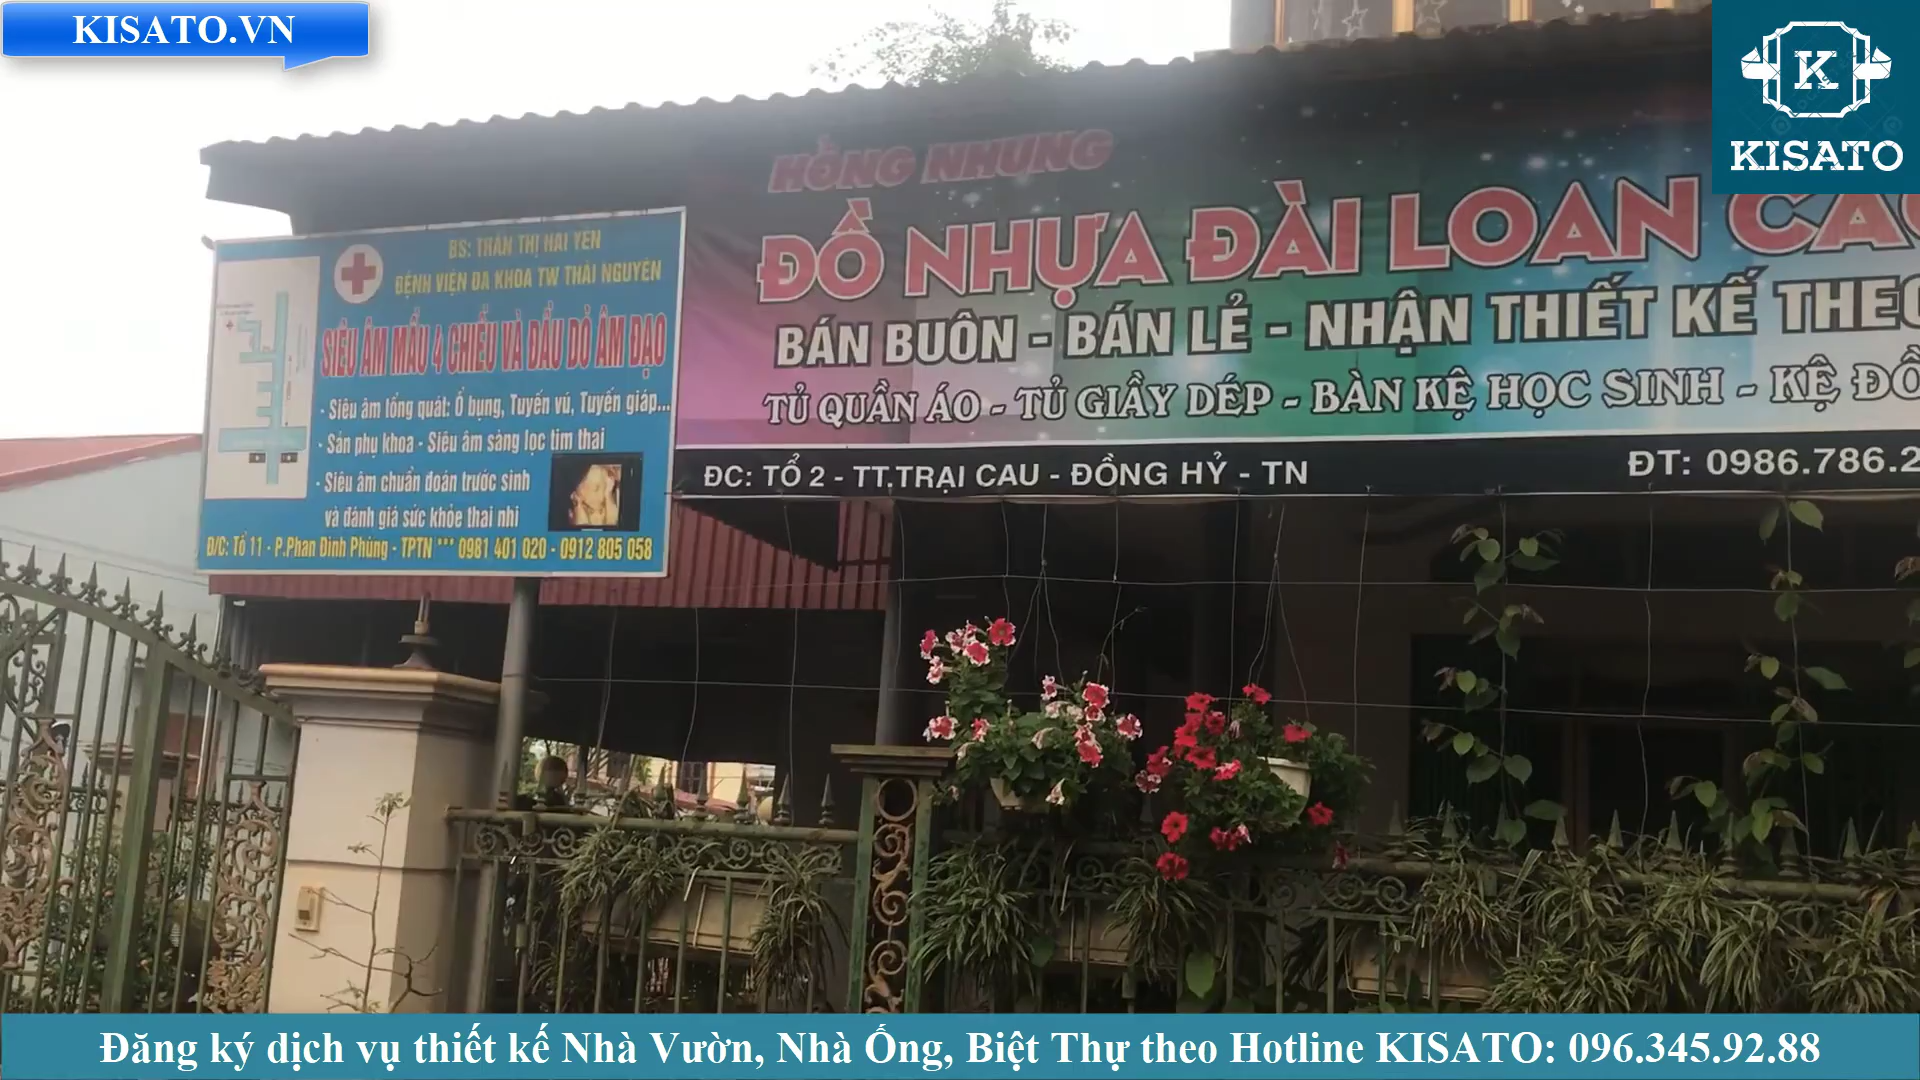 KISATO.VN
K
KISATO
HỒNG NHUNG
ĐỒ NHỰA ĐÀI LOAN CAO
BÁN BUÔN - BÁN LẺ - NHẬN THIẾT KẾ THEO
TỦ QUẦN ÁO - TỦ GIẦY DÉP - BÀN KỆ HỌC SINH - KỆ ĐỒ
ĐC: TỔ 2 - TT.TRẠI CAU - ĐỒNG HỶ - TN
ĐT: 0986.786.2
BS: TRẦN THỊ HẢI YẾN
BỆNH VIỆN ĐA KHOA TW THÁI NGUYÊN
SIÊU ÂM MẦU 4 CHIỀU VÀ ĐẦU DÒ ÂM ĐẠO
- Siêu âm tổng quát: Ổ bụng, Tuyến vú, Tuyến giáp...
- Sản phụ khoa - Siêu âm sàng lọc tim thai
- Siêu âm chuẩn đoán trước sinh
và đánh giá sức khỏe thai nhi
Đ/C: Tổ 11 - P.Phan Đình Phùng - TPTN *** 0981 401 020 - 0912 805 058
Đăng ký dịch vụ thiết kế Nhà Vườn, Nhà Ống, Biệt Thự theo Hotline KISATO: 096.345.92.88